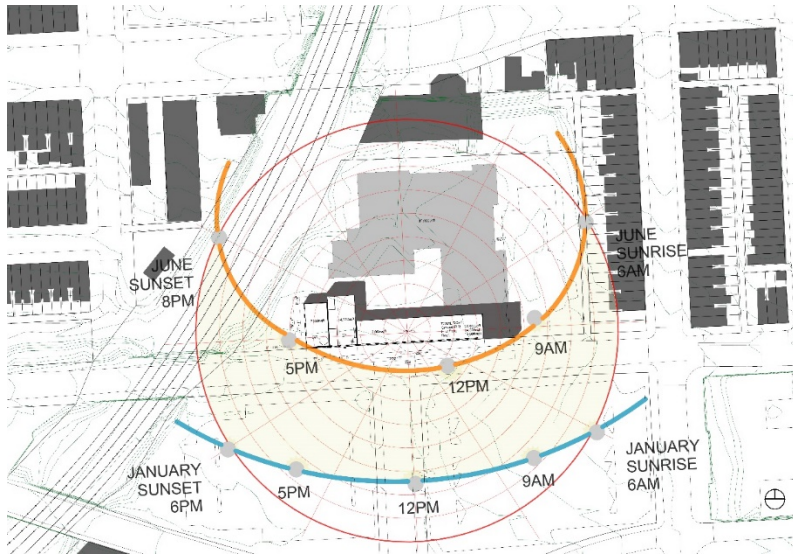 JUNE
SUNSET
8PM
JUNE
SUNRISE
6AM
5PM
12PM
9AM
JANUARY
SUNSET
6PM
5PM
12PM
9AM
JANUARY
SUNRISE
6AM